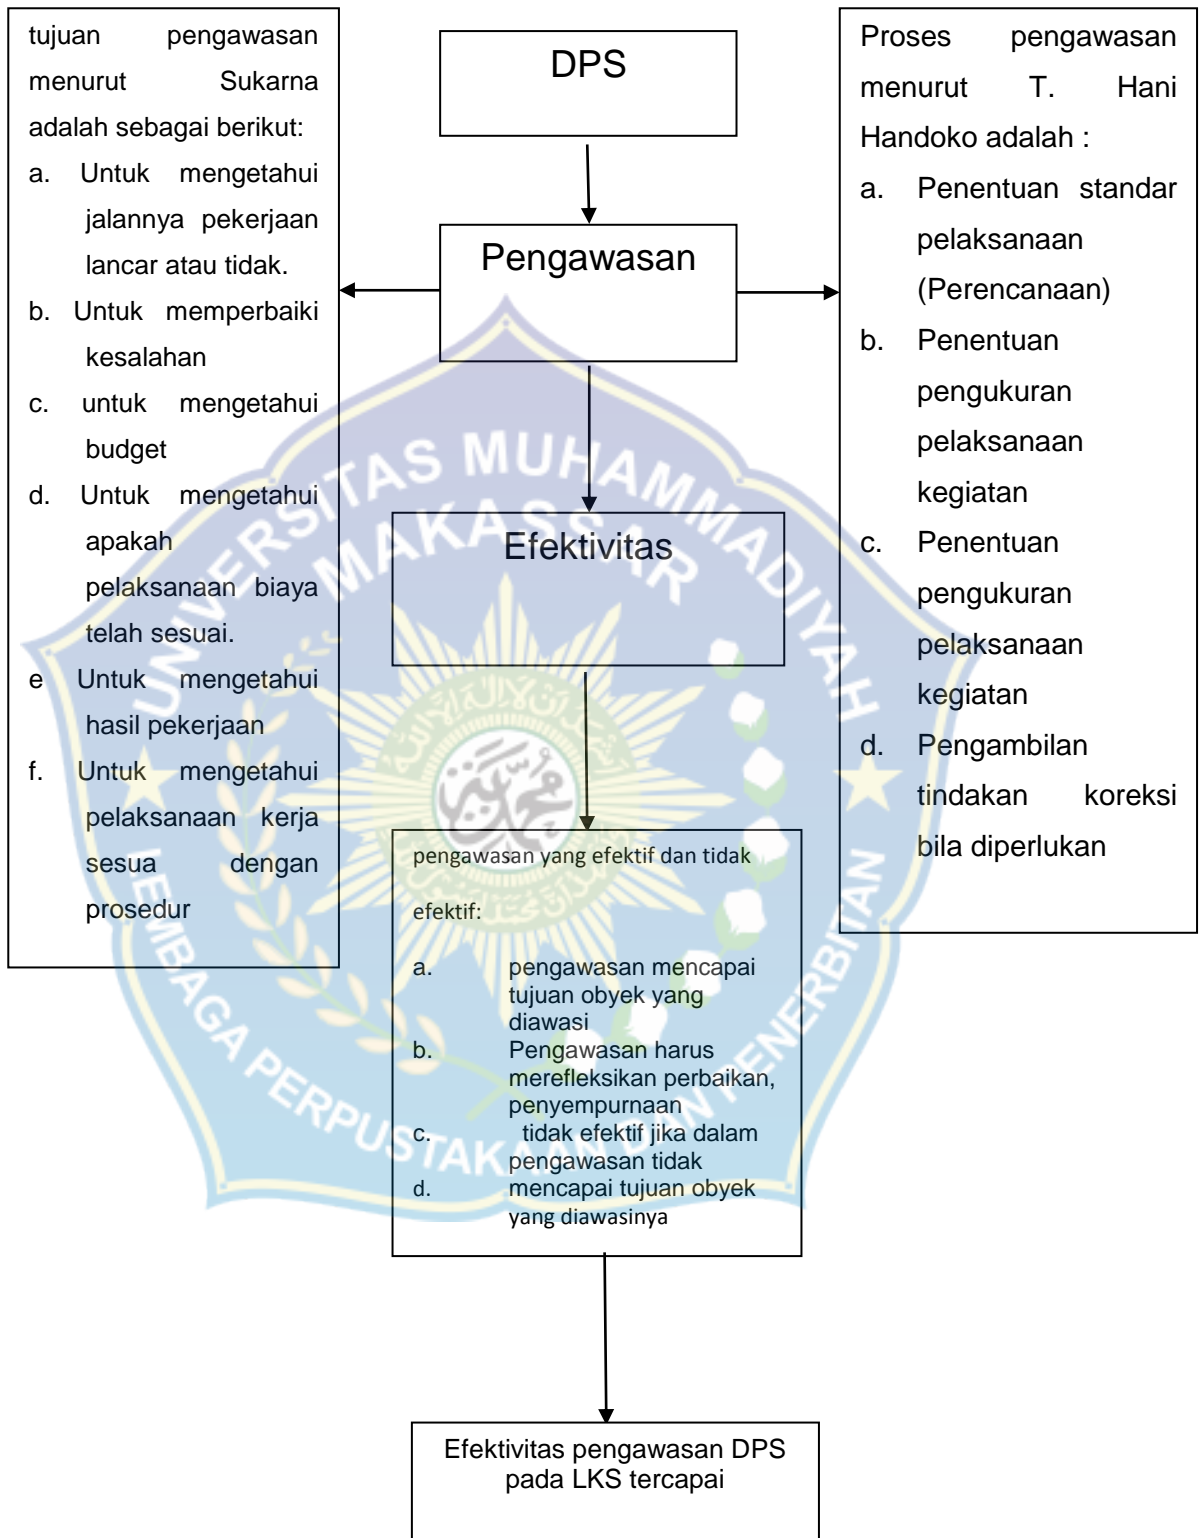 tujuan pengawasan
menurut Sukarna
adalah sebagai berikut:
a. Untuk mengetahui
jalannya pekerjaan
lancar atau tidak.
b. Untuk memperbaiki
kesalahan
c. untuk mengetahui
budget
d. Untuk mengetahui
apakah
pelaksanaan biaya
telah sesuai.
e Untuk mengetahui
hasil pekerjaan
f. Untuk mengetahui
pelaksanaan kerja
sesua dengan
prosedur
DPS
Pengawasan
Efektivitas
pengawasan yang efektif dan tidak
efektif:
a. pengawasan mencapai
tujuan obyek yang
diawasi
b. Pengawasan harus
merefleksikan perbaikan,
penyempurnaan
c. tidak efektif jika dalam
pengawasan tidak
d. mencapai tujuan obyek
yang diawasinya
Efektivitas pengawasan DPS
pada LKS tercapai
Proses pengawasan
menurut T. Hani
Handoko adalah :
a. Penentuan standar
pelaksanaan
(Perencanaan)
b. Penentuan
pengukuran
pelaksanaan
kegiatan
c. Penentuan
pengukuran
pelaksanaan
kegiatan
d. Pengambilan
tindakan koreksi
bila diperlukan
UNIVERSITAS MUHAMMADIYAH
MAKASSAR
LEMBAGA PERPUSTAKAAN DAN PENERBITAN